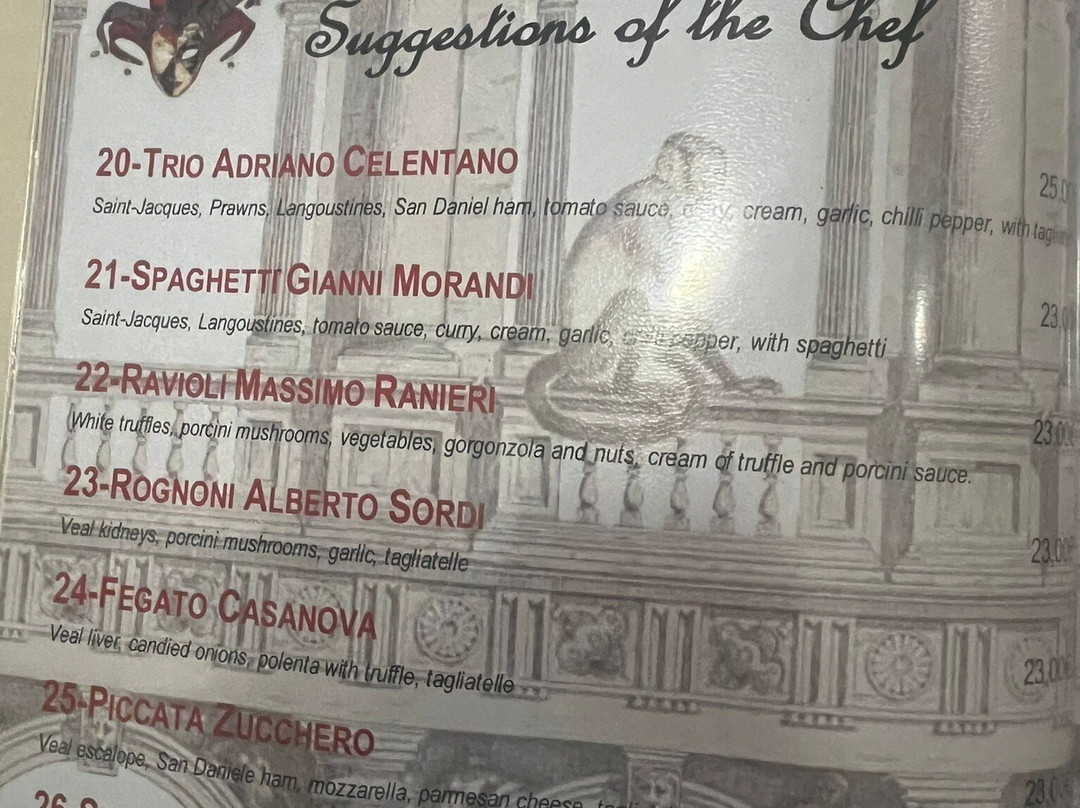 Suggestions of the Chef
20-TRIO ADRIANO CELENTANO
Saint-Jacques, Prawns, Langoustines, San Daniel ham, tomato sauce, cream, garlic, chilli pepper, with
21-SPAGHETTI GIANNI MORANDI
Saint-Jacques, Langoustines, tomato sauce, curry, cream, garlic, pepper, with spaghetti
22-RAVIOLI MASSIMO RANIERI
White truffles, porcini mushrooms, vegetables, gorgonzola and nuts, cream of truffle and porcini sauce.
23-ROGNONI ALBERTO SORDI
Veal kidneys, porcini mushrooms, garlic, tagliatelle
23,00
24-FEGATO CASANOVA
Veal liver, candied onions, polenta with truffle, tagliatelle
23,00
25-PICCATA ZUCCHERO
Veal escalope, San Daniele ham, mozzarella, parmesan cheese,